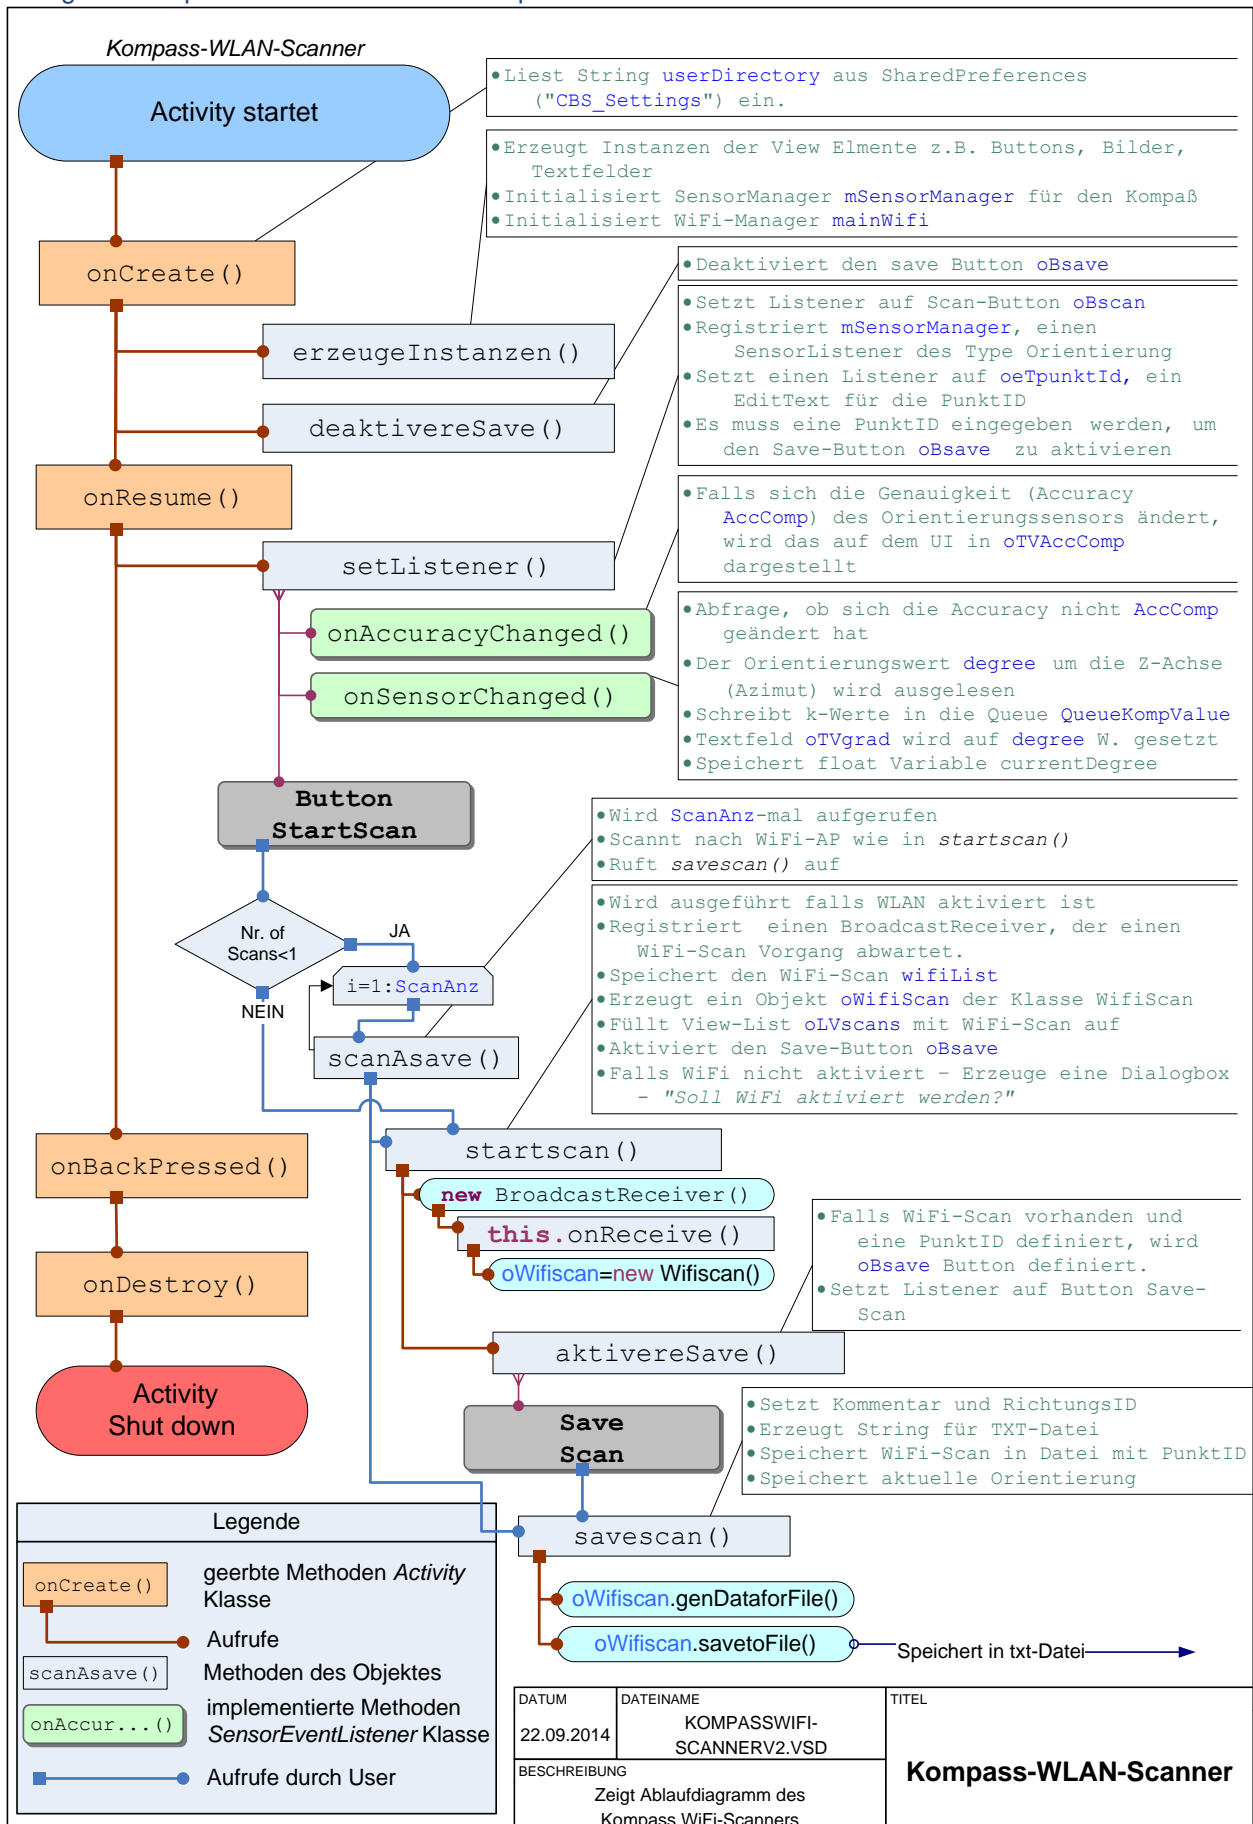 Kompass-WLAN-Scanner
Activity startet
•Liest String userDirectory aus SharedPreferences
("CBS_Settings") ein.
•Erzeugt Instanzen der View Elmente z.B. Buttons, Bilder,
Textfelder
•Initialisiert SensorManager mSensorManager für den Kompaß
•Initialisiert WiFi-Manager mainWifi
onCreate()
•Deaktiviert den save Button oBsave
erzeugeInstanzen()
deaktivereSave()
•Setzt Listener auf Scan-Button oBscan
•Registriert mSensorManager, einen
SensorListener des Type Orientierung
•Setzt einen Listener auf oeTpunktId, ein
EditText für die PunktID
•Es muss eine PunktID eingegeben werden, um
den Save-Button oBsave zu aktivieren
onResume()
setListener()
•Falls sich die Genauigkeit (Accuracy
AccComp) des Orientierungssensors ändert,
wird das auf dem UI in oTVAccComp
dargestellt
onAccuracyChanged()
onSensorChanged()
•Abfrage, ob sich die Accuracy nicht AccComp
geändert hat
•Der Orientierungswert degree um die Z-Achse
(Azimut) wird ausgelesen
•Schreibt k-Werte in die Queue QueueKompValue
•Textfeld oTVgrad wird auf degree W. gesetzt
•Speichert float Variable currentDegree
Button
StartScan
•Wird ScanAnz-mal aufgerufen
•Scannt nach WiFi-AP wie in startscan()
•Ruft savescan() auf
Nr. of
Scans<1
JA
NEIN
i=1:ScanAnz
scanAsave()
•Wird ausgeführt falls WLAN aktiviert ist
•Registriert einen BroadcastReceiver, der einen
WiFi-Scan Vorgang abwartet.
•Speichert den WiFi-Scan wifiList
•Erzeugt ein Objekt oWifiScan der Klasse WifiScan
•Füllt View-List oLVscans mit WiFi-Scan auf
•Aktiviert den Save-Button oBsave
•Falls WiFi nicht aktiviert – Erzeuge eine Dialogbox
- "Soll WiFi aktiviert werden?"
onBackPressed()
startscan()
new BroadcastReceiver()
this.onReceive()
oWifiscan=new Wifiscan()
•Falls WiFi-Scan vorhanden und
eine PunktID definiert, wird
oBsave Button definiert.
•Setzt Listener auf Button Save-
Scan
onDestroy()
aktivereSave()
Activity
Shut down
Save
Scan
•Setzt Kommentar und RichtungsID
•Erzeugt String für TXT-Datei
•Speichert WiFi-Scan in Datei mit PunktID
•Speichert aktuelle Orientierung
savescan()
oWifiscan.genDataforFile()
oWifiscan.savetoFile()
Speichert in txt-Datei
Legende
onCreate()
geerbte Methoden Activity
Klasse
Aufrufe
scanAsave()
Methoden des Objektes
onAccur...()
implementierte Methoden
SensorEventListener Klasse
Aufrufe durch User
DATUM
22.09.2014
DATEINAME
KOMPASSWIFI-
SCANNERV2.VSD
TITEL
Kompass-WLAN-Scanner
BESCHREIBUNG
Zeigt Ablaufdiagramm des
Kompass WiFi-Scanners